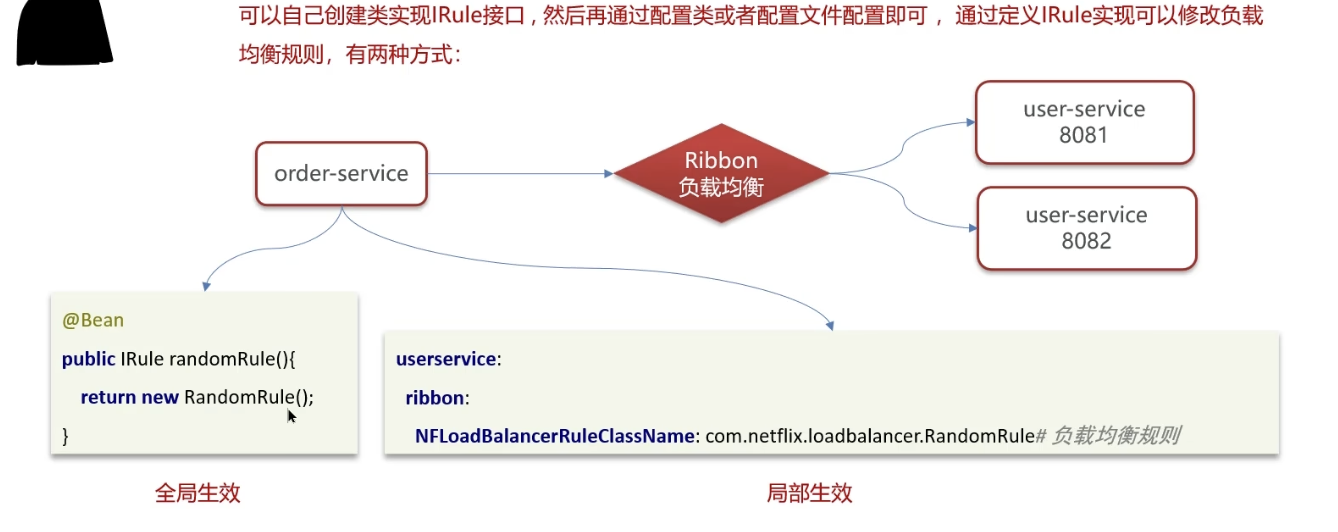 可以自己创建类实现IRule接口,然后再通过配置类或者配置文件配置即可 ，通过定义IRule实现可以修改负载
均衡规则，有两种方式：
order-service
Ribbon
负载均衡
user-service
8081
user-service
8082
@Bean
public IRule randomRule(){
return new RandomRule();
}
全局生效
userservice:
ribbon:
NFLoadBalancerRuleClassName: com.netflix.loadbalancer.RandomRule# 负载均衡规则
局部生效